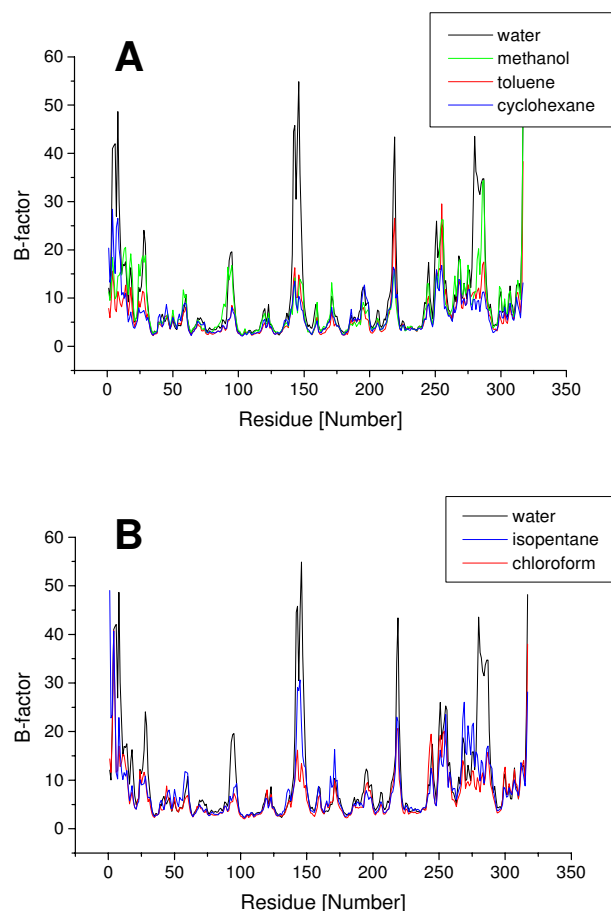 A
water
methanol
toluene
cyclohexane
60
50
40
30
20
10
0
B-factor
0 50 100 150 200 250 300 350
Residue [Number]
B
water
isopentane
chloroform
60
50
40
30
20
10
0
B-factor
0 50 100 150 200 250 300 350
Residue [Number]